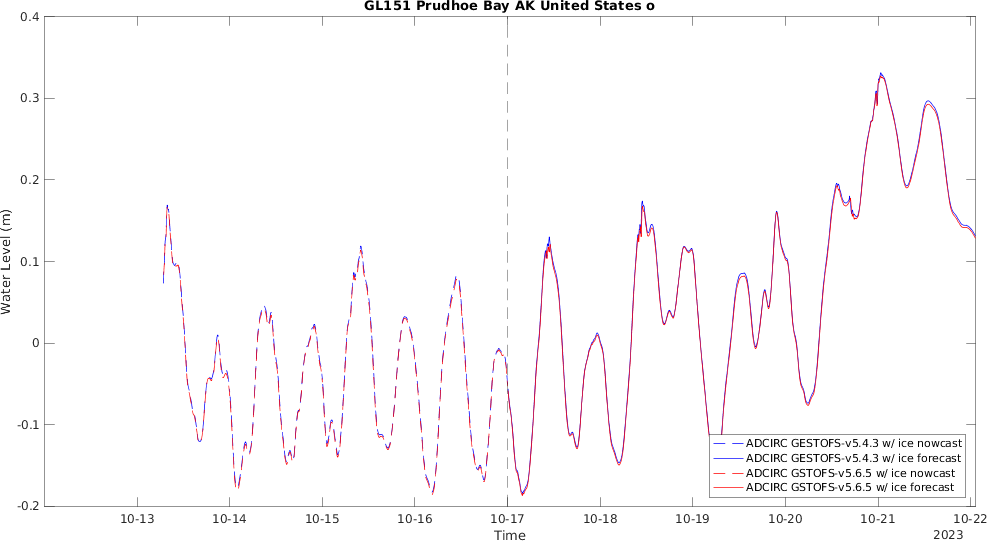 GL151 Prudhoe Bay AK United States o
Water Level (m)
0.4
0.3
0.2
0.1
0
-0.1
-0.2
10-13
10-14
10-15
10-16
10-17
10-18
10-19
10-20
10-21
10-22
Time
2023
ADCIRC GESTOFS-v5.4.3 w/ ice nowcast
ADCIRC GESTOFS-v5.4.3 w/ ice forecast
ADCIRC GSTOFS-v5.6.5 w/ ice nowcast
ADCIRC GSTOFS-v5.6.5 w/ ice forecast